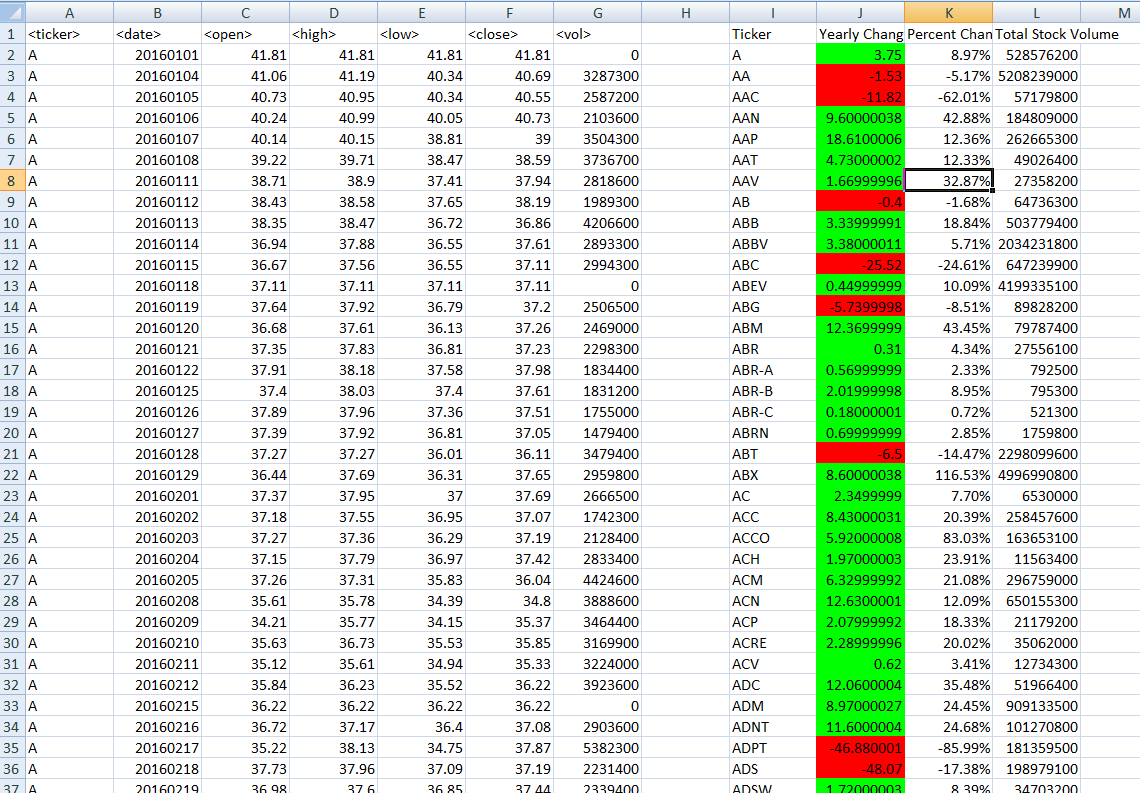 A B C D E F G H I J K L M
1 <ticker> <date> <open> <high> <low> <close> <vol> Ticker Yearly Chang Percent Chan Total Stock Volume
2 A 20160101 41.81 41.81 41.81 41.81 0 A 3.75 8.97% 528576200
3 A 20160104 41.06 41.19 40.34 40.69 3287300 AA -1.53 -5.17% 5208239000
4 A 20160105 40.73 40.95 40.34 40.55 2587200 AAC -11.82 -62.01% 57179800
5 A 20160106 40.24 40.99 40.05 40.73 2103600 AAN 9.60000038 42.88% 184809000
6 A 20160107 40.14 40.15 38.81 39 3504300 AAP 18.6100006 12.36% 262665300
7 A 20160108 39.22 39.71 38.47 38.59 3736700 AAT 4.73000002 12.33% 49026400
8 A 20160111 38.71 38.9 37.41 37.94 2818600 AAV 1.66999996 32.87% 27358200
9 A 20160112 38.43 38.58 37.65 38.19 1989300 AB -0.4 -1.68% 64736300
10 A 20160113 38.35 38.47 36.72 36.86 4206600 ABB 3.33999991 18.84% 503779400
11 A 20160114 36.94 37.88 36.55 37.61 2893300 ABBV 3.38000011 5.71% 2034231800
12 A 20160115 36.67 37.56 36.55 37.11 2994300 ABC -25.52 -24.61% 647239900
13 A 20160118 37.11 37.11 37.11 37.11 0 ABEV 0.44999999 10.09% 4199335100
14 A 20160119 37.64 37.92 36.79 37.2 2506500 ABG -5.7399998 -8.51% 89828200
15 A 20160120 36.68 37.61 36.13 37.26 2469000 ABM 12.3699999 43.45% 79787400
16 A 20160121 37.35 37.83 36.81 37.23 2298300 ABR 0.31 4.34% 27556100
17 A 20160122 37.91 38.18 37.58 37.98 1834400 ABR-A 0.56999999 2.33% 792500
18 A 20160125 37.4 38.03 37.4 37.61 1831200 ABR-B 2.01999998 8.95% 795300
19 A 20160126 37.89 37.96 37.36 37.51 1755000 ABR-C 0.18000001 0.72% 521300
20 A 20160127 37.39 37.92 36.81 37.05 1479400 ABRN 0.69999999 2.85% 1759800
21 A 20160128 37.27 37.27 36.01 36.11 3479400 ABT -6.5 -14.47% 2298099600
22 A 20160129 36.44 37.69 36.31 37.65 2959800 ABX 8.60000038 116.53% 4996990800
23 A 20160201 37.37 37.95 37 37.69 2666500 AC 2.3499999 7.70% 6530000
24 A 20160202 37.18 37.55 36.95 37.07 1742300 ACC 8.43000031 20.39% 258457600
25 A 20160203 37.27 37.36 36.29 37.19 2128400 ACCO 5.92000008 83.03% 163653100
26 A 20160204 37.15 37.79 36.97 37.42 2833400 ACH 1.97000003 23.91% 11563400
27 A 20160205 37.26 37.31 35.83 36.04 4424600 ACM 6.32999992 21.08% 296759000
28 A 20160208 35.61 35.78 34.39 34.8 3888600 ACN 12.6300001 12.09% 650155300
29 A 20160209 34.21 35.77 34.15 35.37 3464400 ACP 2.07999992 18.33% 21179200
30 A 20160210 35.63 36.73 35.53 35.85 3169900 ACRE 2.28999996 20.02% 35062000
31 A 20160211 35.12 35.61 34.94 35.33 3224000 ACV 0.62 3.41% 12734300
32 A 20160212 35.84 36.23 35.52 36.22 3923600 ADC 12.0600004 35.48% 51966400
33 A 20160215 36.22 36.22 36.22 36.22 0 ADM 8.97000027 24.45% 909133500
34 A 20160216 36.72 37.17 36.4 37.08 2903600 ADNT 11.6000004 24.68% 101270800
35 A 20160217 35.22 38.13 34.75 37.87 5382300 ADPT -46.880001 -85.99% 181359500
36 A 20160218 37.73 37.96 37.09 37.19 2231400 ADS -48.07 -17.38% 198979100
37 A 20160219 36.98 37.6 36.85 37.44 2339400 ADSW 1.72000003 8.39% 34703200